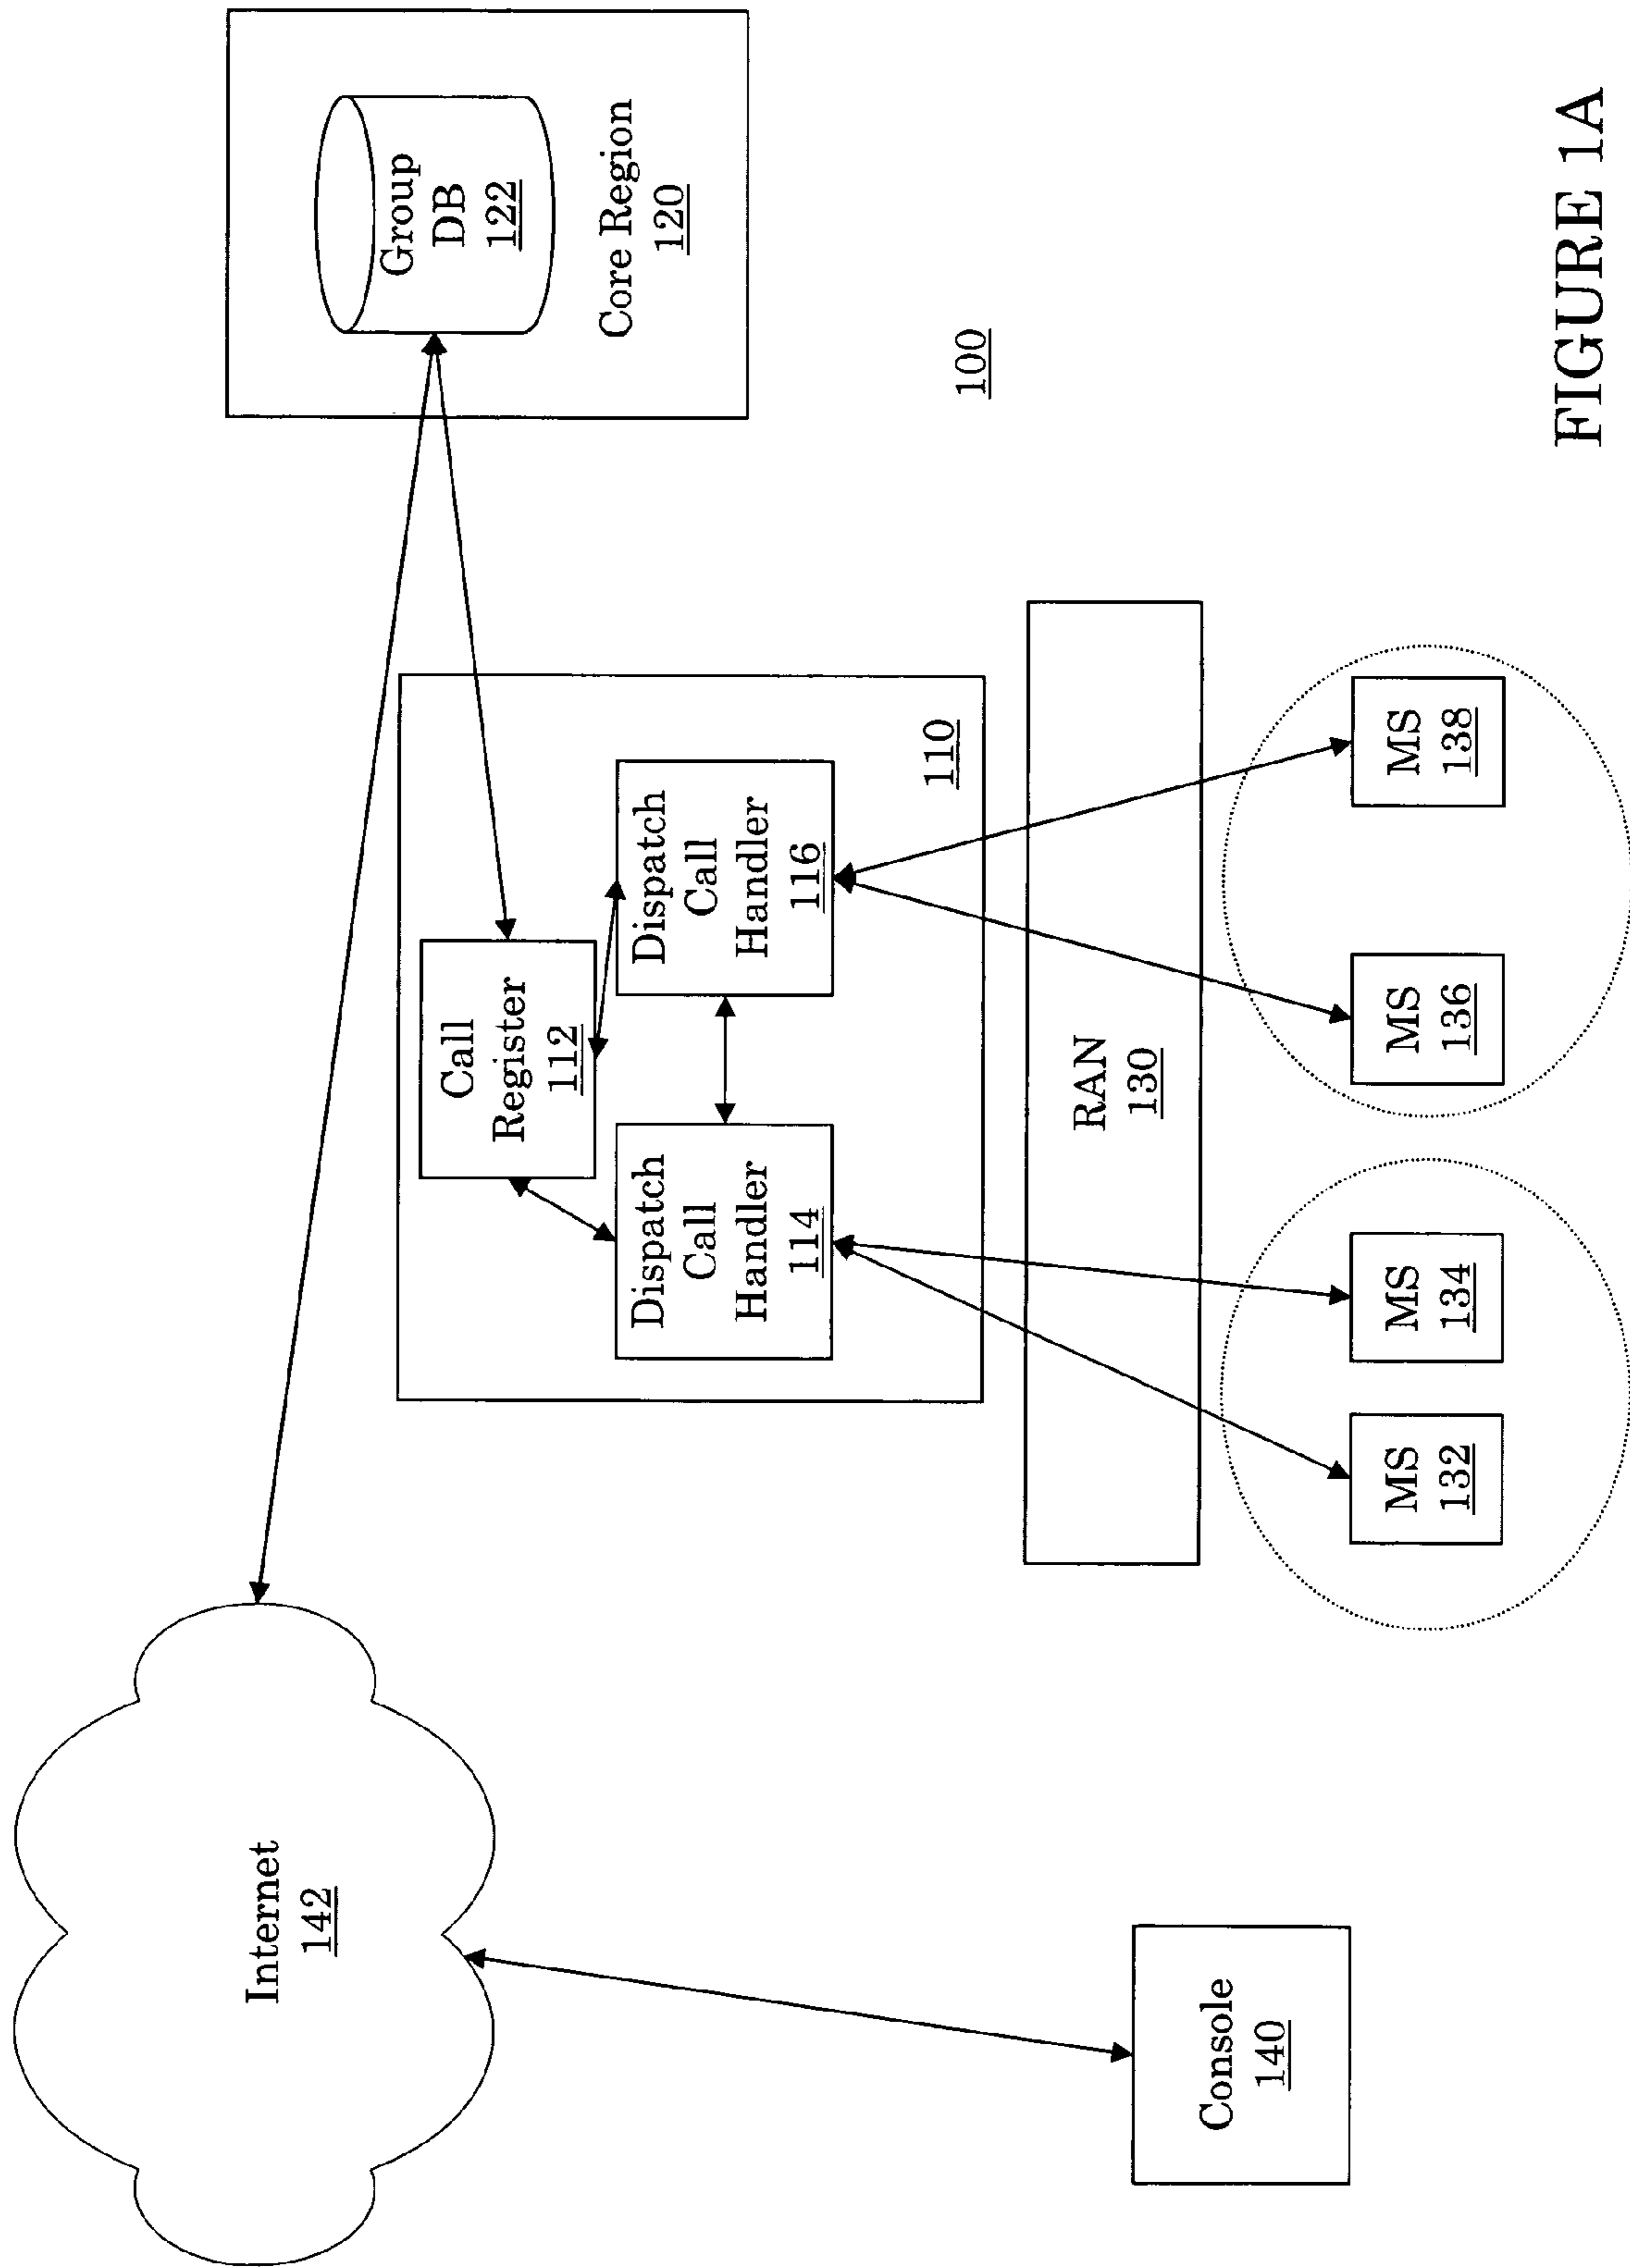 Internet
142
Group
DB
122
Core Region
120
Call
Register
112
Dispatch
Call
Handler
114
Dispatch
Call
Handler
116
110
100
RAN
130
Console
140
MS
132
MS
134
MS
136
MS
138
FIGURE 1A